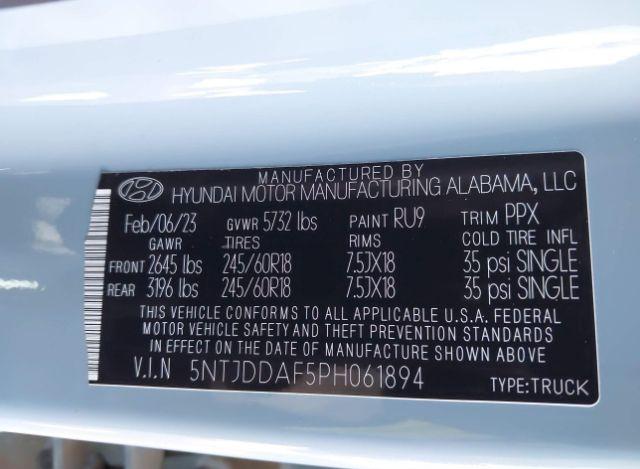 MANUFACTURED BY
HYUNDAI MOTOR MANUFACTURING ALABAMA, LLC
Feb/06/23 GVWR 5732 lbs PAINT RU9 TRIM PPX
GAWR TIRES RIMS COLD TIRE INFL
FRONT 2645 lbs 245/60R18 7.5JX18 35 psi SINGLE
REAR 3196 lbs 245/60R18 7.5JX18 35 psi SINGLE
THIS VEHICLE CONFORMS TO ALL APPLICABLE U.S.A. FEDERAL
MOTOR VEHICLE SAFETY AND THEFT PREVENTION STANDARDS
IN EFFECT ON THE DATE OF MANUFACTURE SHOWN ABOVE
V.I.N 5NTJDDAF5PH061894 TYPE:TRUCK